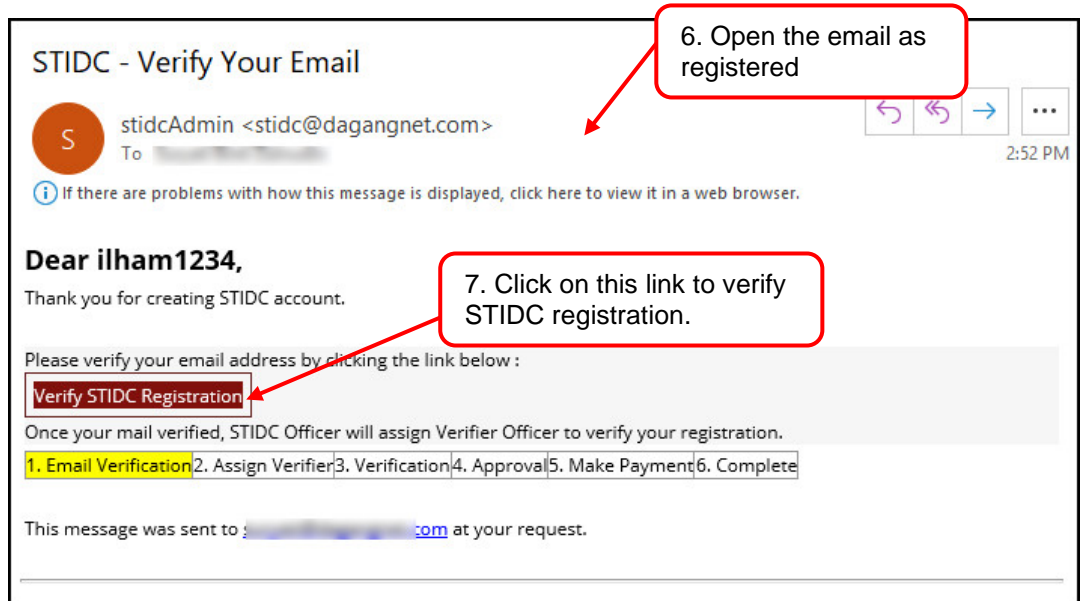 6. Open the email as
registered
STIDC - Verify Your Email
S
stidcAdmin <stidc@dagangnet.com>
To
2:52 PM
If there are problems with how this message is displayed, click here to view it in a web browser.
Dear ilham1234,
Thank you for creating STIDC account.
7. Click on this link to verify
STIDC registration.
Please verify your email address by clicking the link below :
Verify STIDC Registration
Once your mail verified, STIDC Officer will assign Verifier Officer to verify your registration.
1. Email Verification 2. Assign Verifier 3. Verification 4. Approval 5. Make Payment 6. Complete
This message was sent to com at your request.